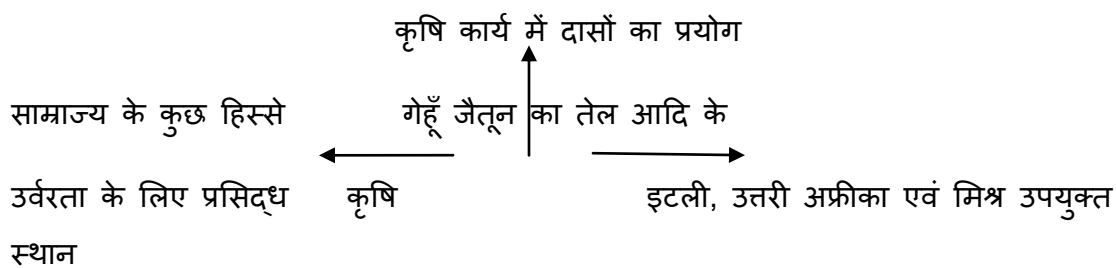 कृषि कार्य में दासों का प्रयोग
साम्राज्य के कुछ हिस्से गेहूँ जैतून का तेल आदि के
उर्वरता के लिए प्रसिद्ध कृषि इटली, उत्तरी अफ्रीका एवं मिश्र उपयुक्त
स्थान